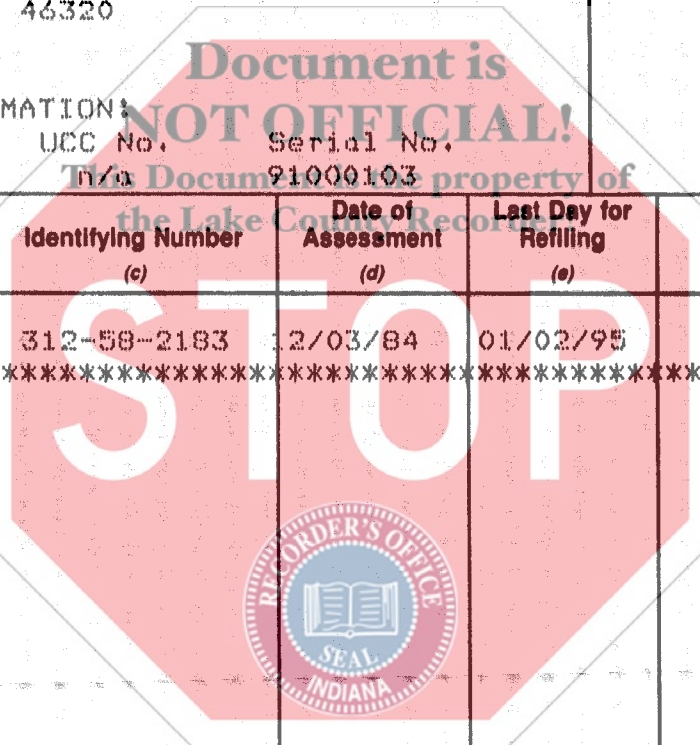 46320
Document is
MATION:
NOT OFFICIAL!
UCC No. Serial No.
n/a 91000103
This Document is the property of
the Lake County Recorder!
Identifying Number
(c)
Date of
Assessment
(d)
Last Day for
Refiling
(e)
312-58-2183 12/03/84 01/02/95
*************************************
STOP
RECORDER'S OFFICE
SEAL
INDIANA